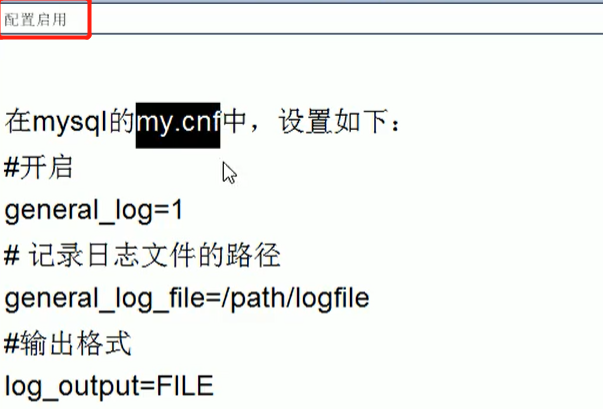 配置启用
在mysql的my.cnf中，设置如下：
#开启
general_log=1
# 记录日志文件的路径
general_log_file=/path/logfile
#输出格式
log_output=FILE